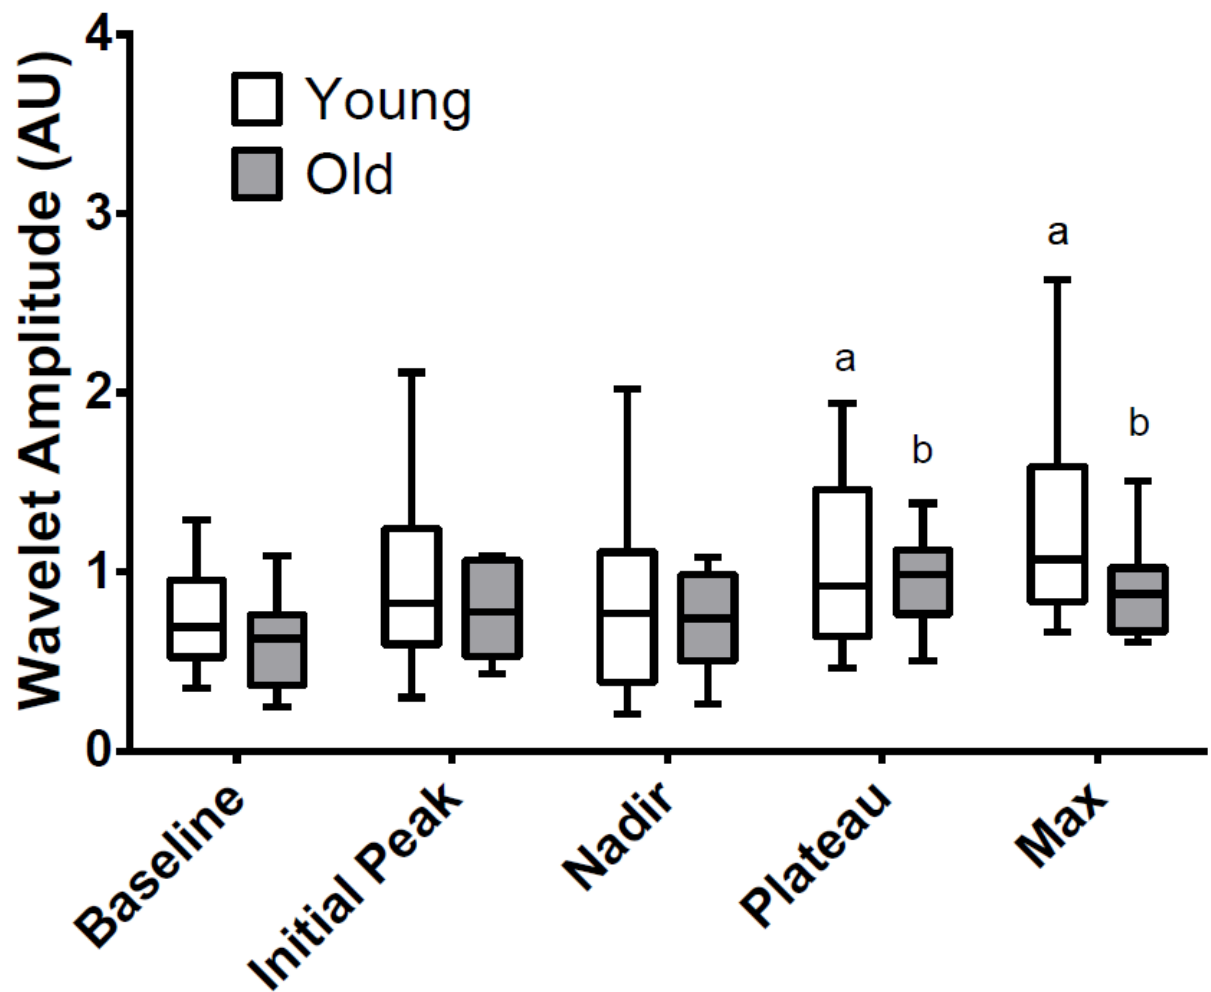 Wavelet Amplitude (AU)
4
3
2
1
0
Young
Old
a
b
a
b
Baseline
Initial Peak
Nadir
Plateau
Max